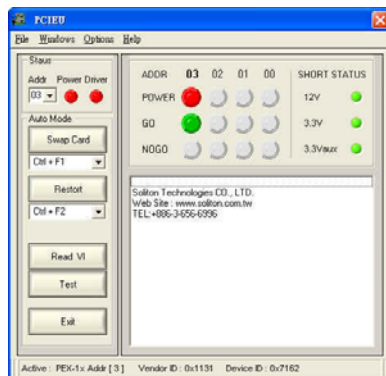 PCIEU
File Windows Options Help
Staus
Addr Power Driver
03
Auto Mode
Swap Card
Ctrl + F1
Restort
Ctrl + F2
Read VI
Test
Exit
ADDR 03 02 01 00 SHORT STATUS
POWER 12V
GO 3.3V
NOGO 3.3Vaux
Soliton Technologies CO., LTD.
Web Site : www.soliton.com.tw
TEL:+886-3-656-6996
Active : PEX-1x Addr [ 3 ] Vendor ID : 0x1131 Device ID : 0x7162